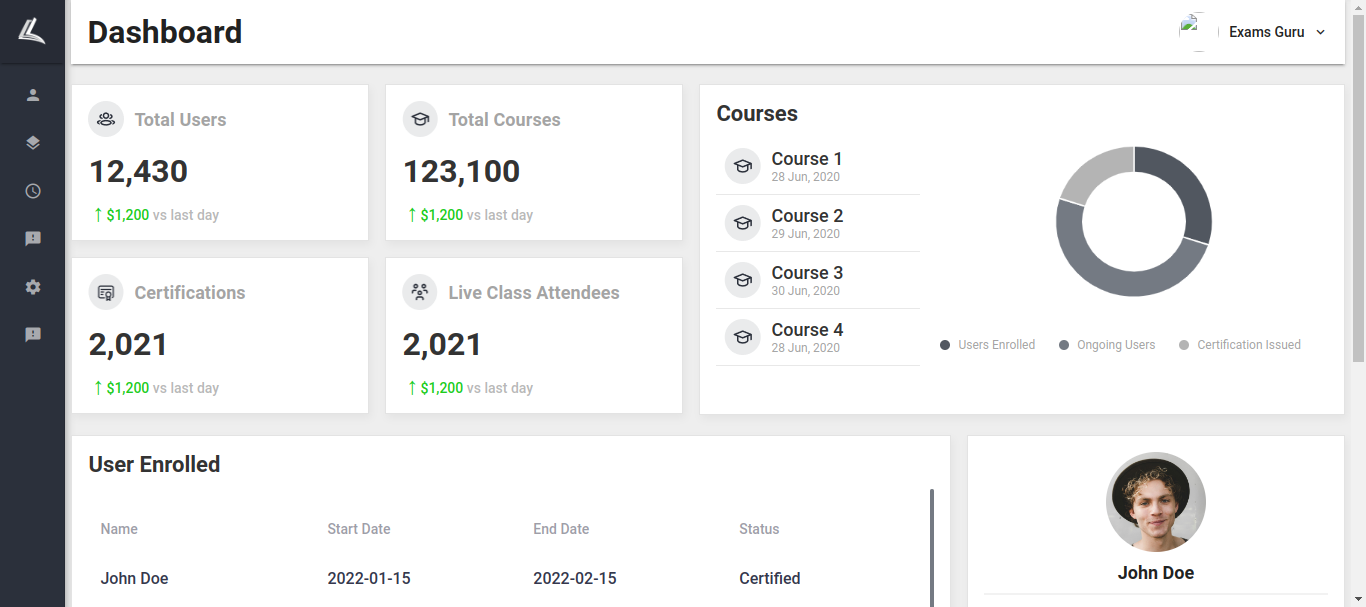 Dashboard
Exams Guru
Total Users
12,430
↑ $1,200 vs last day
Total Courses
123,100
↑ $1,200 vs last day
Certifications
2,021
↑ $1,200 vs last day
Live Class Attendees
2,021
↑ $1,200 vs last day
Courses
Course 1
28 Jun, 2020
Course 2
29 Jun, 2020
Course 3
30 Jun, 2020
Course 4
28 Jun, 2020
Users Enrolled Ongoing Users Certification Issued
User Enrolled
Name Start Date End Date Status
John Doe 2022-01-15 2022-02-15 Certified
John Doe